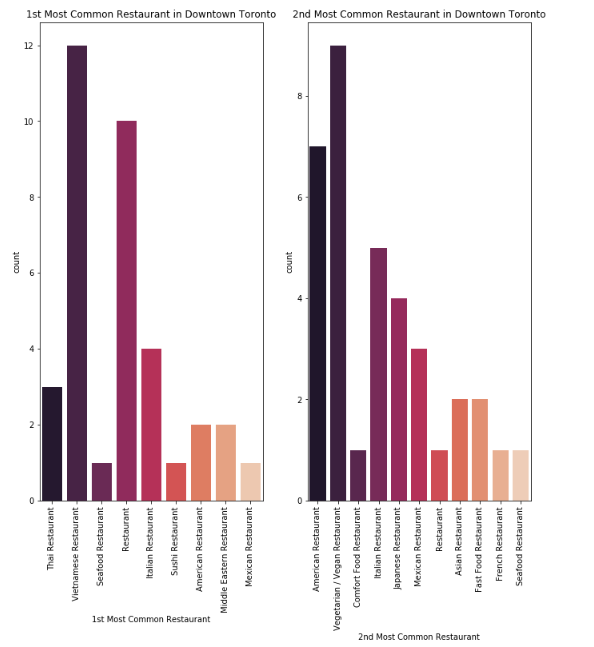 1st Most Common Restaurant in Downtown Toronto
12
10
8
6
4
2
0
count
Thai Restaurant
Vietnamese Restaurant
Seafood Restaurant
Restaurant
Italian Restaurant
Sushi Restaurant
American Restaurant
Middle Eastern Restaurant
Mexican Restaurant
1st Most Common Restaurant
2nd Most Common Restaurant in Downtown Toronto
8
6
4
2
0
count
American Restaurant
Vegetarian / Vegan Restaurant
Comfort Food Restaurant
Italian Restaurant
Japanese Restaurant
Mexican Restaurant
Restaurant
Asian Restaurant
Fast Food Restaurant
French Restaurant
Seafood Restaurant
2nd Most Common Restaurant